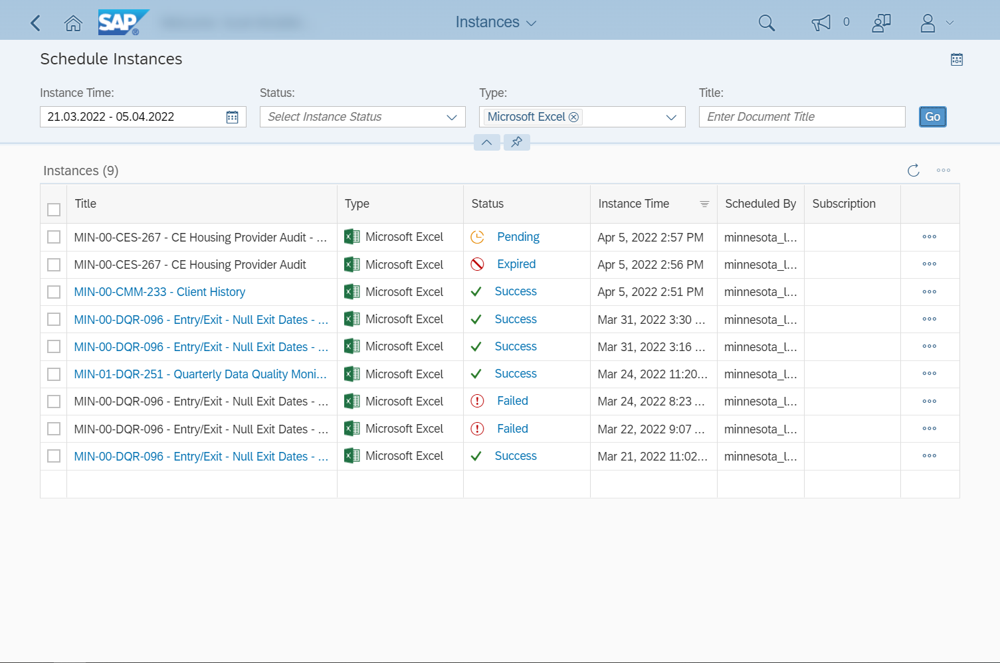 SAP ®
Instances
0
Schedule Instances
Instance Time: Status: Type: Title:
21.03.2022 - 05.04.2022 Select Instance Status Microsoft Excel Enter Document Title Go
Instances (9)
Title Type Status Instance Time Scheduled By Subscription
MIN-00-CES-267 - CE Housing Provider Audit - ... Microsoft Excel Pending Apr 5, 2022 2:57 PM minnesota_l...
MIN-00-CES-267 - CE Housing Provider Audit Microsoft Excel Expired Apr 5, 2022 2:56 PM minnesota_l...
MIN-00-CMM-233 - Client History Microsoft Excel Success Apr 5, 2022 2:51 PM minnesota_l...
MIN-00-DQR-096 - Entry/Exit - Null Exit Dates - ... Microsoft Excel Success Mar 31, 2022 3:30 ... minnesota_l...
MIN-00-DQR-096 - Entry/Exit - Null Exit Dates - ... Microsoft Excel Success Mar 31, 2022 3:16 ... minnesota_l...
MIN-01-DQR-251 - Quarterly Data Quality Moni... Microsoft Excel Success Mar 24, 2022 11:20... minnesota_l...
MIN-00-DQR-096 - Entry/Exit - Null Exit Dates - ... Microsoft Excel Failed Mar 24, 2022 8:23 ... minnesota_l...
MIN-00-DQR-096 - Entry/Exit - Null Exit Dates - ... Microsoft Excel Failed Mar 22, 2022 9:07 ... minnesota_l...
MIN-00-DQR-096 - Entry/Exit - Null Exit Dates - ... Microsoft Excel Success Mar 21, 2022 11:02... minnesota_l...